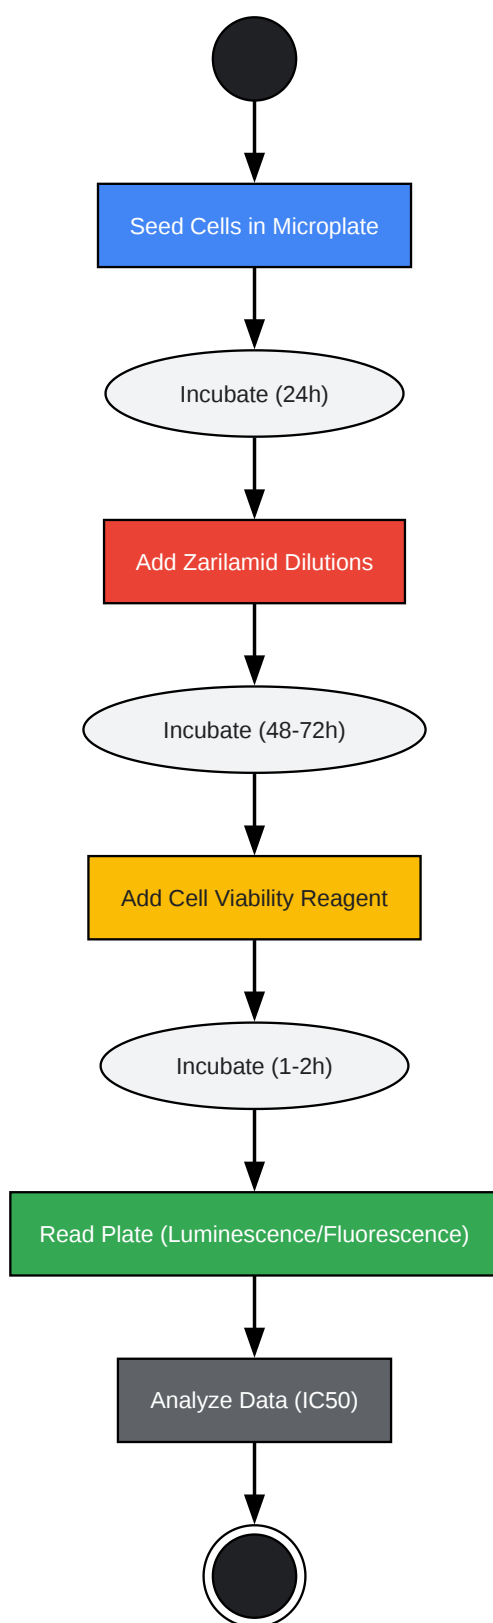 Seed Cells in Microplate
Incubate (24h)
Add Zarilamid Dilutions
Incubate (48-72h)
Add Cell Viability Reagent
Incubate (1-2h)
Read Plate (Luminescence/Fluorescence)
Analyze Data (IC50)